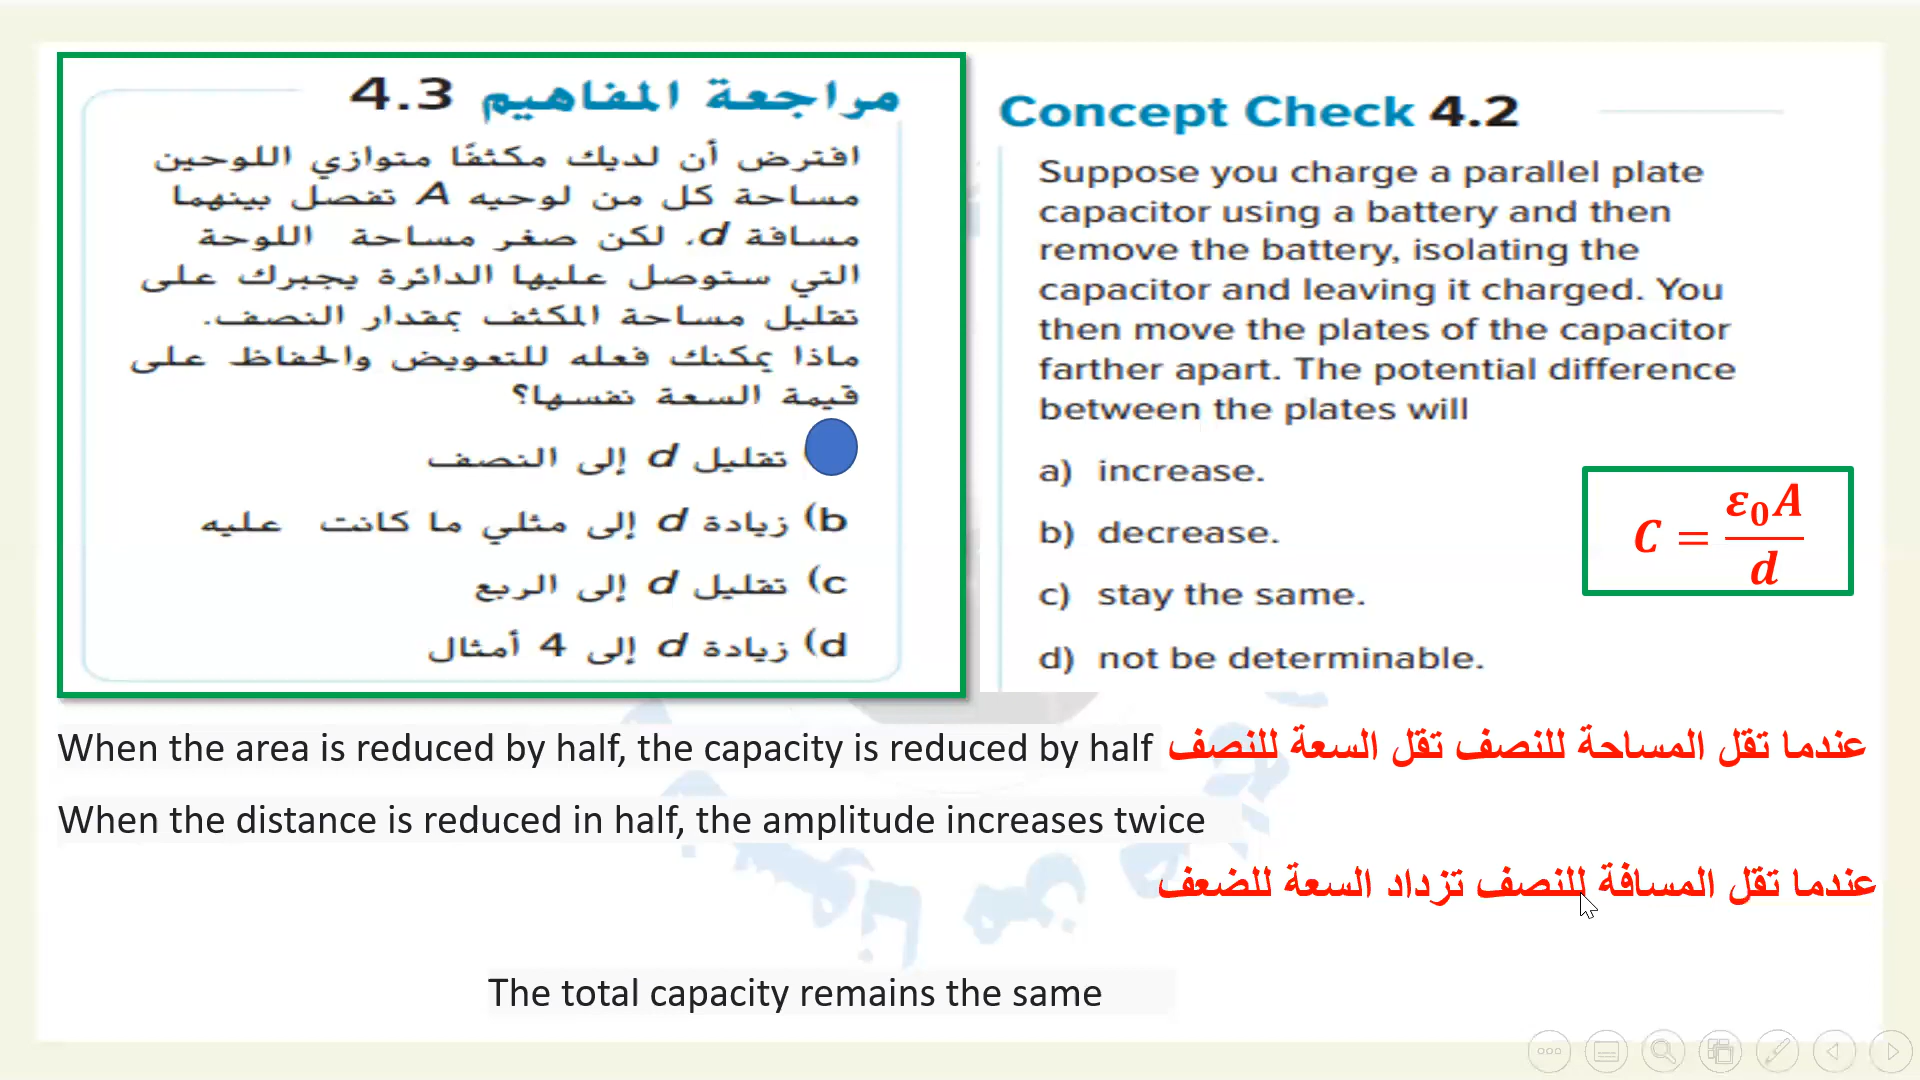 مراجعة المفاهيم 4.3
افترض أن لديك مكثفًا متوازي اللوحين
مساحة كل من لوحيه A تفصل بينهما
مسافة d، لكن صغر مساحة اللوحة
التي ستوصل عليها الدائرة يجبرك على
تقليل مساحة المكثف بمقدار النصف.
ماذا يمكنك فعله للتعويض والحفاظ على
قيمة السعة نفسها؟
تقليل d إلى النصف
b) زيادة d إلى مثلي ما كانت عليه
c) تقليل d إلى الربع
d) زيادة d إلى 4 أمثال
Concept Check 4.2
Suppose you charge a parallel plate
capacitor using a battery and then
remove the battery, isolating the
capacitor and leaving it charged. You
then move the plates of the capacitor
farther apart. The potential difference
between the plates will
a) increase.
b) decrease.
c) stay the same.
d) not be determinable.
C = ε₀A / d
When the area is reduced by half, the capacity is reduced by half عندما تقل المساحة للنصف تقل السعة للنصف
When the distance is reduced in half, the amplitude increases twice
عندما تقل المسافة للنصف تزداد السعة للضعف
The total capacity remains the same